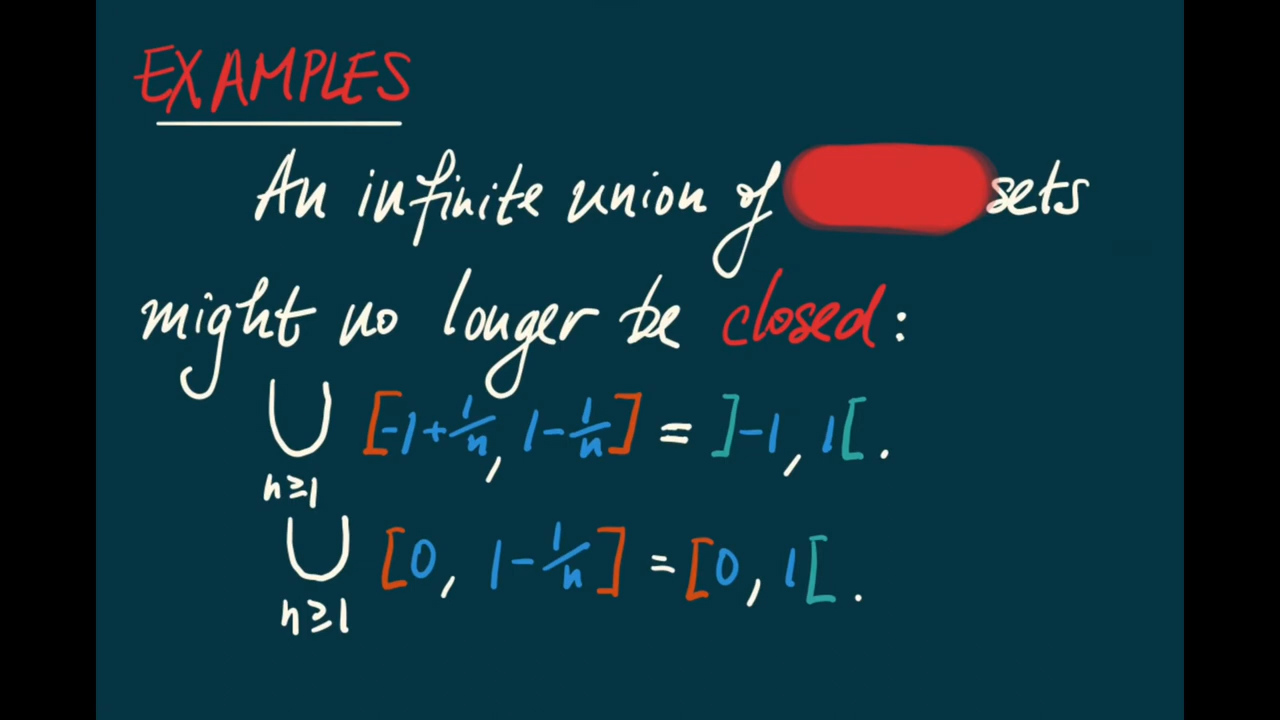 EXAMPLES
An infinite union of sets
might no longer be closed:
⋃ [-1+1/n, 1-1/n] = ]-1, 1[.
n≥1
⋃ [0, 1-1/n] = [0, 1[.
n≥1